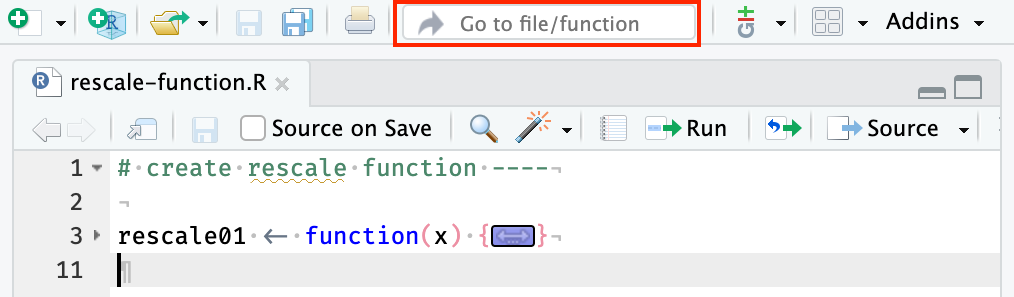 Go to file/function
Addins
rescale-function.R
Source on Save
Run
Source
1 # create rescale function ----
2
3 rescale01 <- function(x) {...}
11